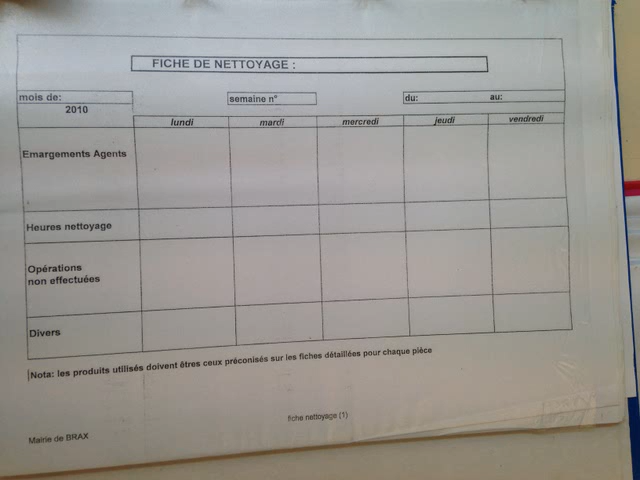 FICHE DE NETTOYAGE :
mois de:
2010
semaine n°
du: au:
lundi mardi mercredi jeudi vendredi
Emargements Agents
Heures nettoyage
Opérations
non effectuées
Divers
Nota: les produits utilisés doivent êtres ceux préconisés sur les fiches détaillées pour chaque pièce
fiche nettoyage (1)
Mairie de BRAX